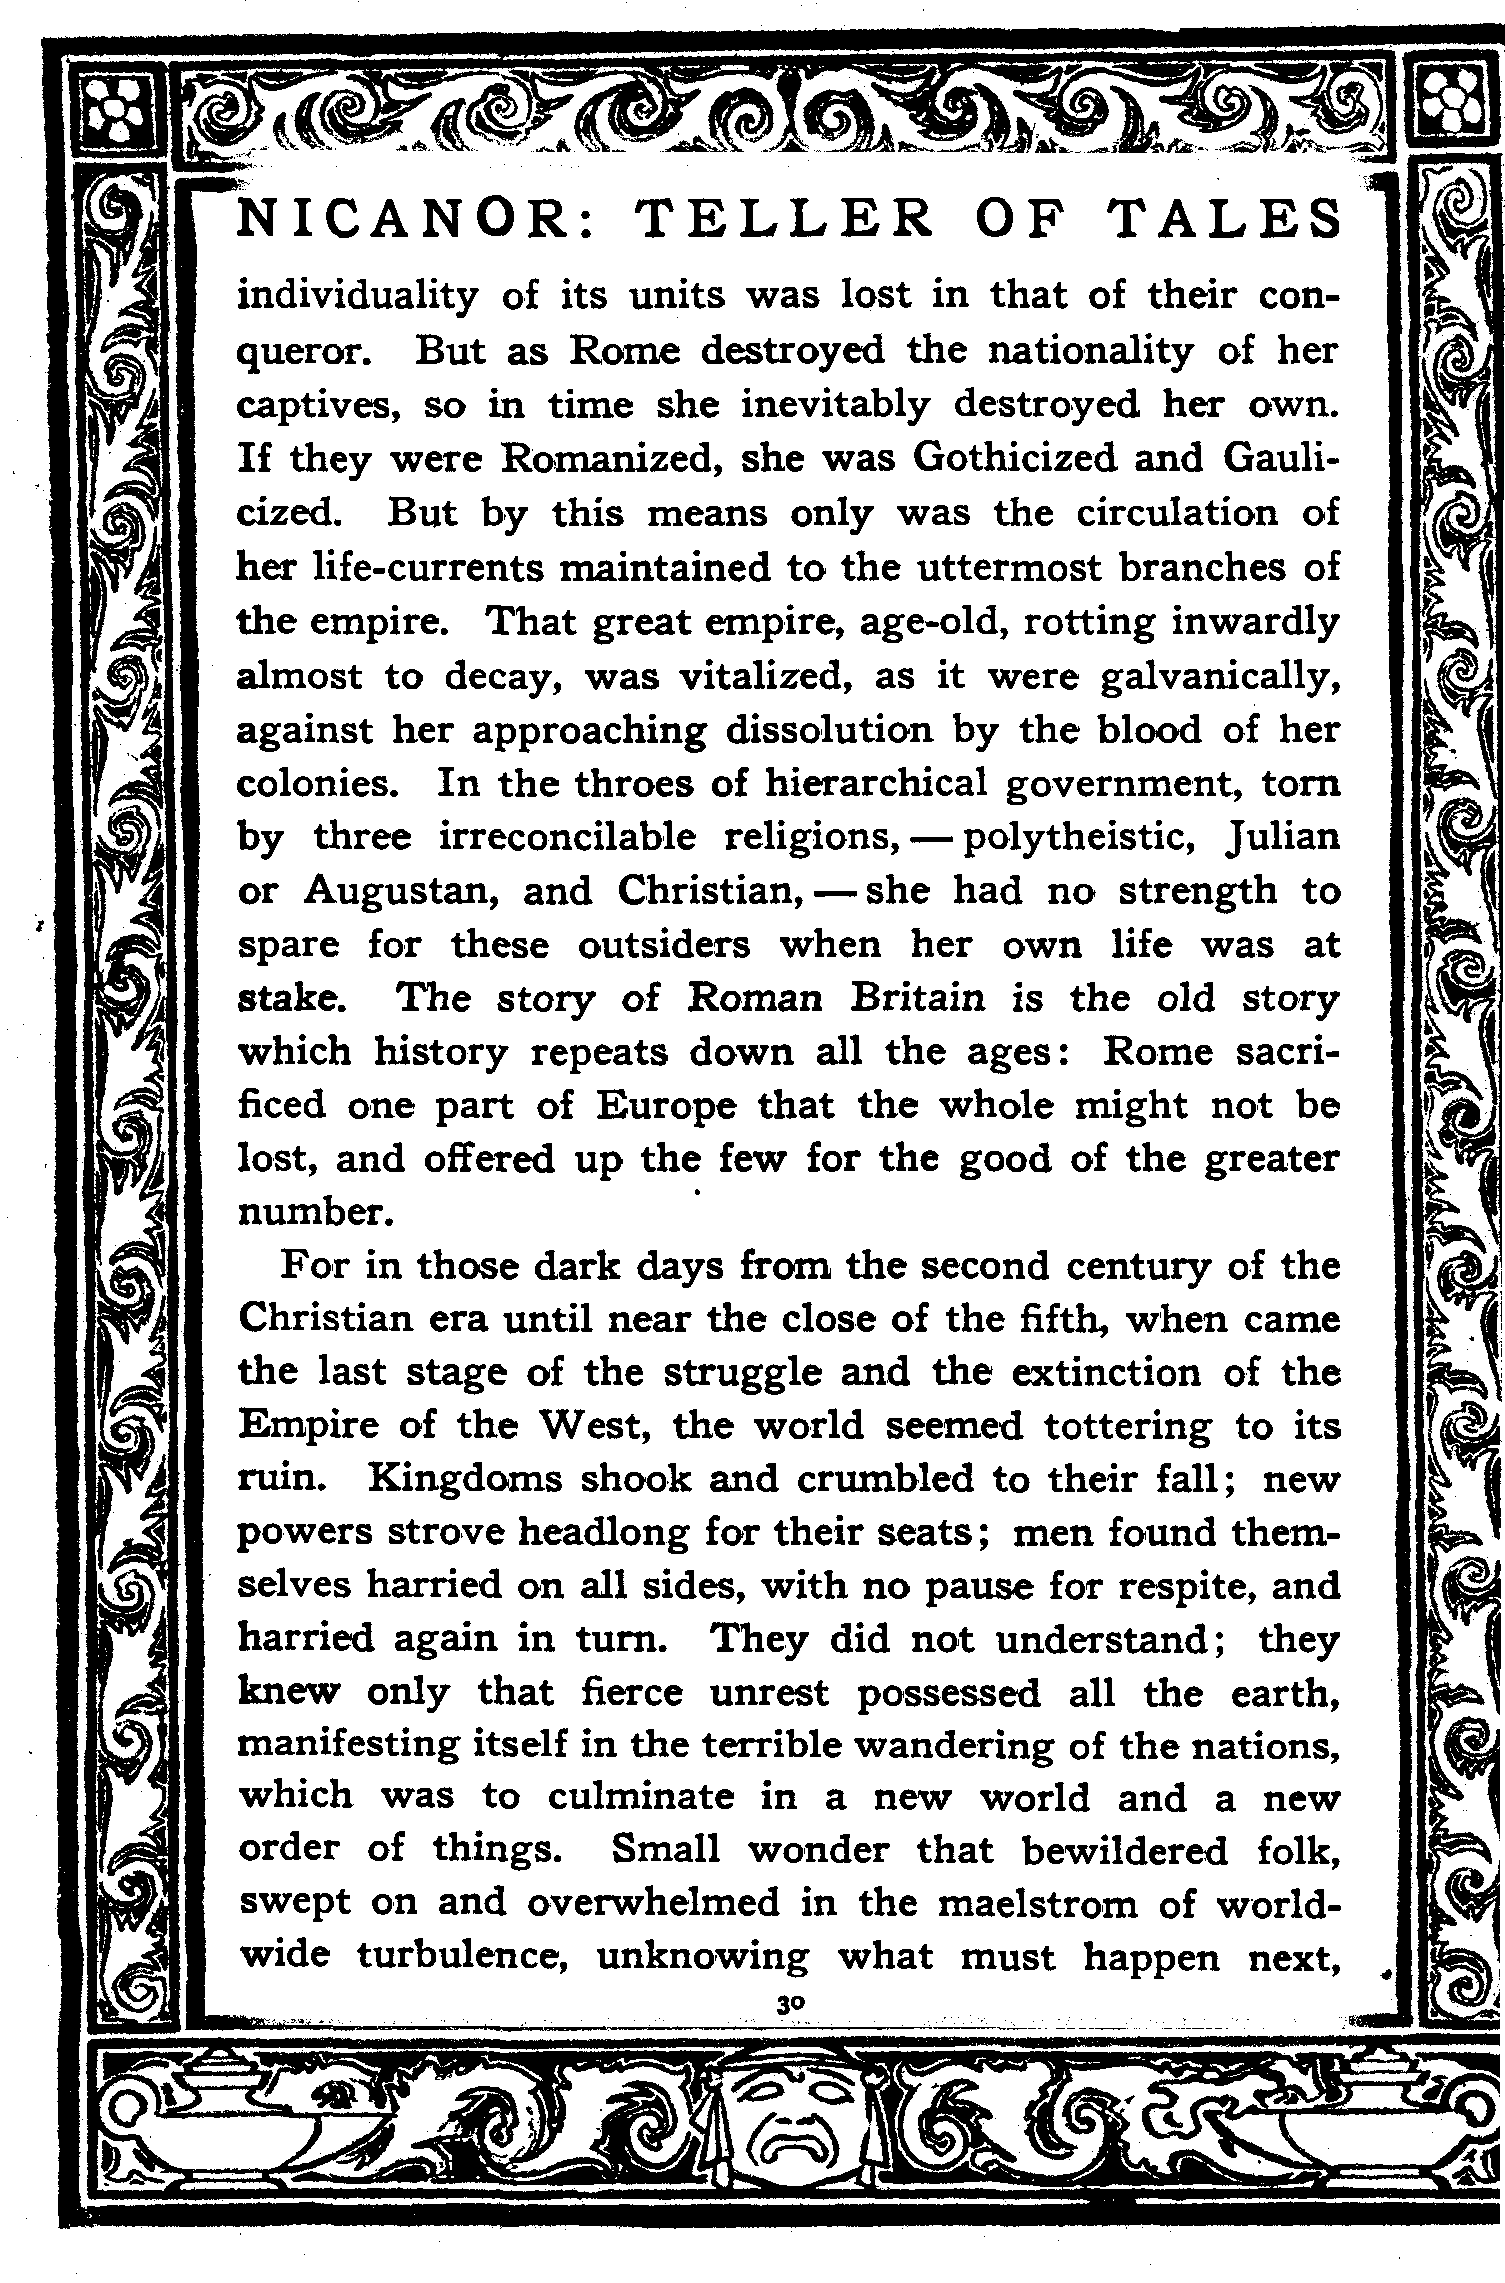 NICANOR: TELLER OF TALES
individuality of its units was lost in that of their con-
queror. But as Rome destroyed the nationality of her
captives, so in time she inevitably destroyed her own.
If they were Romanized, she was Gothicized and Gauli-
cized. But by this means only was the circulation of
her life-currents maintained to the uttermost branches of
the empire. That great empire, age-old, rotting inwardly
almost to decay, was vitalized, as it were galvanically,
against her approaching dissolution by the blood of her
colonies. In the throes of hierarchical government, torn
by three irreconcilable religions, — polytheistic, Julian
or Augustan, and Christian, — she had no strength to
spare for these outsiders when her own life was at
stake. The story of Roman Britain is the old story
which history repeats down all the ages: Rome sacri-
ficed one part of Europe that the whole might not be
lost, and offered up the few for the good of the greater
number.
For in those dark days from the second century of the
Christian era until near the close of the fifth, when came
the last stage of the struggle and the extinction of the
Empire of the West, the world seemed tottering to its
ruin. Kingdoms shook and crumbled to their fall; new
powers strove headlong for their seats; men found them-
selves harried on all sides, with no pause for respite, and
harried again in turn. They did not understand; they
knew only that fierce unrest possessed all the earth,
manifesting itself in the terrible wandering of the nations,
which was to culminate in a new world and a new
order of things. Small wonder that bewildered folk,
swept on and overwhelmed in the maelstrom of world-
wide turbulence, unknowing what must happen next,
30